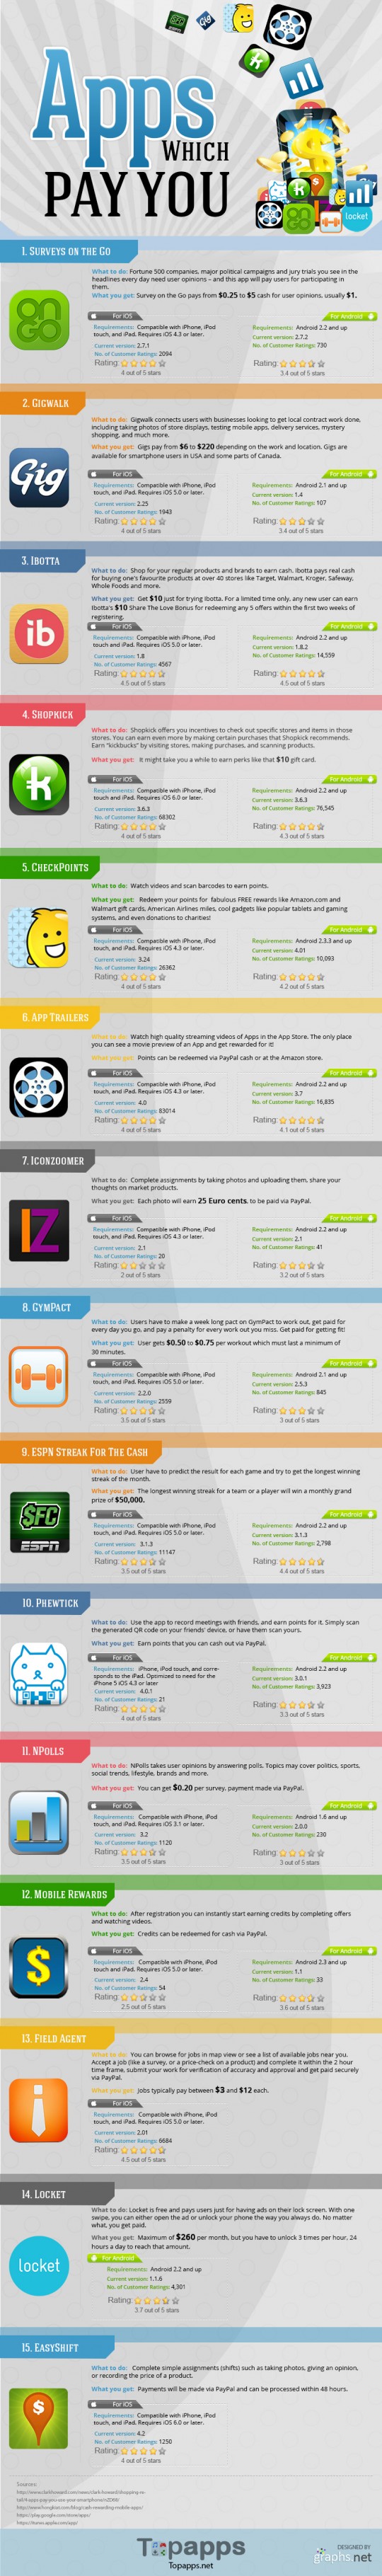 Apps
WHICH
PAY YOU
locket
1. SURVEYS ON THE GO
What to do: Fortune 500 companies, major political campaigns and jury trials you see in the
headlines every day need user opinions – and this app will pay users for participating in
them.
What you get: Survey on the Go pays from $0.25 to $5 cash for user opinions, usually $1.
For iOS
Requirements: Compatible with iPhone, iPod
touch, and iPad. Requires iOS 4.3 or later.
Current version: 2.7.1
No. of Customer Ratings: 2094
Rating:
4 out of 5 stars
For Android
Requirements: Android 2.2 and up
Current version: 2.7.2
No. of Customer Ratings: 730
Rating:
3.4 out of 5 stars
2. GIGWALK
Gig
What to do: Gigwalk connects users with businesses looking to get local contract work done,
including taking photos of store displays, testing mobile apps, delivery services, mystery
shopping, and much more.
What you get: Gigs pay from $6 to $220 depending on the work and location. Gigs are
available for smartphone users in USA and some parts of Canada.
For iOS
Requirements: Compatible with iPhone, iPod
touch, and iPad. Requires iOS 5.0 or later.
Current version: 2.25
No. of Customer Ratings: 1943
Rating:
4 out of 5 stars
For Android
Requirements: Android 2.1 and up
Current version: 1.4
No. of Customer Ratings: 107
Rating:
3.4 out of 5 stars
3. IBOTTA
ib
What to do: Shop for your regular products and brands to earn cash. Ibotta pays real cash
for buying one's favourite products at over 40 stores like Target, Walmart, Kroger, Safeway,
Whole Foods and more.
What you get: Get $10 just for trying Ibotta. For a limited time only, any new user can earn
Ibotta's $10 Share The Love Bonus for redeeming any 5 offers within the first two weeks of
registering.
For iOS
Requirements: Compatible with iPhone, iPod
touch and iPad. Requires iOS 5.0 or later.
Current version: 1.8
No. of Customer Ratings: 4567
Rating:
4.5 out of 5 stars
For Android
Requirements: Android 2.2 and up
Current version: 1.8.2
No. of Customer Ratings: 14,559
Rating:
4.5 out of 5 stars
4. SHOPKICK
k
What to do: Shopkick offers you incentives to check out specific stores and items in those
stores. You can earn even more by making certain purchases that Shopkick recommends.
Earn "kickbucks" by visiting stores, making purchases, and scanning products.
What you get: It might take you a while to earn perks like that $10 gift card.
For iOS
Requirements: Compatible with iPhone, iPod
touch and iPad. Requires iOS 6.0 or later.
Current version: 3.6.3
No. of Customer Ratings: 68302
Rating:
4 out of 5 stars
For Android
Requirements: Android 2.2 and up
Current version: 3.6.3
No. of Customer Ratings: 76,545
Rating:
4.3 out of 5 stars
5. CHECKPOINTS
What to do: Watch videos and scan barcodes to earn points.
What you get: Redeem your points for fabulous FREE rewards like Amazon.com and
Walmart gift cards, American Airlines miles, cool gadgets like popular tablets and gaming
systems, and even donations to charities!
For iOS
Requirements: Compatible with iPhone, iPod
touch, and iPad. Requires iOS 4.3 or later.
Current version: 3.24
No. of Customer Ratings: 26362
Rating:
4 out of 5 stars
For Android
Requirements: Android 2.3.3 and up
Current version: 4.01
No. of Customer Ratings: 10,093
Rating:
4.2 out of 5 stars
6. APP TRAILERS
What to do: Watch high quality streaming videos of Apps in the App Store. The only place
you can see a movie preview of an App and get rewarded for it!
What you get: Points can be redeemed via PayPal cash or at the Amazon store.
For iOS
Requirements: Compatible with iPhone, iPod
touch, and iPad. Requires iOS 4.3 or later.
Current version: 4.0
No. of Customer Ratings: 83014
Rating:
4 out of 5 stars
For Android
Requirements: Android 2.2 and up
Current version: 3.7
No. of Customer Ratings: 16,835
Rating:
4.1 out of 5 stars
7. ICONZOOMER
IZ
What to do: Complete assignments by taking photos and uploading them, share your
thoughts on market products.
What you get: Each photo will earn 25 Euro cents, to be paid via PayPal.
For iOS
Requirements: Compatible with iPhone, iPod
touch, and iPad. Requires iOS 4.3 or later.
Current version: 2.1
No. of Customer Ratings: 20
Rating:
2 out of 5 stars
For Android
Requirements: Android 2.2 and up
Current version: 2.1
No. of Customer Ratings: 41
Rating:
3.2 out of 5 stars
8. GYMPACT
What to do: Users have to make a week long pact on GymPact to work out, get paid for
every day you go, and pay a penalty for every work out you miss. Get paid for getting fit!
What you get: User gets $0.50 to $0.75 per workout which must last a minimum of
30 minutes.
For iOS
Requirements: Compatible with iPhone, iPod
touch, and iPad. Requires iOS 5.0 or later.
Current version: 2.2.0
No. of Customer Ratings: 2559
Rating:
3.5 out of 5 stars
For Android
Requirements: Android 2.1 and up
Current version: 2.5.3
No. of Customer Ratings: 845
Rating:
3 out of 5 stars
9. ESPN STREAK FOR THE CASH
SFC
ESPN
What to do: User have to predict the result for each game and try to get the longest winning
streak of the month.
What you get: The longest winning streak for a team or a player will win a monthly grand
prize of $50,000.
For iOS
Requirements: Compatible with iPhone, iPod
touch, and iPad. Requires iOS 5.0 or later.
Current version: 3.1.3
No. of Customer Ratings: 11147
Rating:
3.5 out of 5 stars
For Android
Requirements: Android 2.2 and up
Current version: 3.1.3
No. of Customer Ratings: 2,798
Rating:
4.4 out of 5 stars
10. PHEWTICK
What to do: Use the app to record meetings with friends, and earn points for it. Simply scan
the generated QR code on your friends' device, or have them scan yours.
What you get: Earn points that you can cash out via PayPal.
For iOS
Requirements: iPhone, iPod touch, and corre-
sponds to the iPad. Optimized to need for the
iPhone 5 iOS 4.3 or later
Current version: 4.0.1
No. of Customer Ratings: 21
Rating:
4 out of 5 stars
For Android
Requirements: Android 2.2 and up
Current version: 3.0.1
No. of Customer Ratings: 3,923
Rating:
3.3 out of 5 stars
11. NPOLLS
What to do: NPolls takes user opinions by answering polls. Topics may cover politics, sports,
social trends, lifestyle, brands and more.
What you get: You can get $0.20 per survey, payment made via PayPal.
For iOS
Requirements: Compatible with iPhone, iPod
touch, and iPad. Requires iOS 3.1 or later.
Current version: 3.2
No. of Customer Ratings: 1120
Rating:
3.5 out of 5 stars
For Android
Requirements: Android 1.6 and up
Current version: 2.0.0
No. of Customer Ratings: 230
Rating:
3 out of 5 stars
12. MOBILE REWARDS
$
What to do: After registration you can instantly start earning credits by completing offers
and watching videos.
What you get: Credits can be redeemed for cash via PayPal.
For iOS
Requirements: Compatible with iPhone, iPod
touch and iPad. Requires iOS 5.0 or later.
Current version: 2.4
No. of Customer Ratings: 54
Rating:
2.5 out of 5 stars
For Android
Requirements: Android 2.3 and up
Current version: 1.1
No. of Customer Ratings: 33
Rating:
3.6 out of 5 stars
13. FIELD AGENT
What to do: You can browse for jobs in map view or see a list of available jobs near you.
Accept a job (like a survey, or a price-check on a product) and complete it within the 2 hour
time frame, submit your work for verification of accuracy and approval and get paid securely
via PayPal.
What you get: Jobs typically pay between $3 and $12 each.
For iOS
Requirements: Compatible with iPhone, iPod
touch, and iPad. Requires iOS 5.0 or later.
Current version: 2.01
No. of Customer Ratings: 6684
Rating:
4.5 out of 5 stars
14. LOCKET
locket
What to do: Locket is free and pays users just for having ads on their lock screen. With one
swipe, you can either open the ad or unlock your phone the way you always do. No matter
what, you get paid.
What you get: Maximum of $260 per month, but you have to unlock 3 times per hour, 24
hours a day to reach that amount.
For Android
Requirements: Android 2.2 and up
Current version: 1.1.6
No. of Customer Ratings: 4,301
Rating:
3.7 out of 5 stars
15. EASYSHIFT
$
What to do: Complete simple assignments (shifts) such as taking photos, giving an opinion,
or recording the price of a product.
What you get: Payments will be made via PayPal and can be processed within 48 hours.
For iOS
Requirements: Compatible with iPhone, iPod
touch, and iPad. Requires iOS 6.0 or later.
Current version: 4.2
No. of Customer Ratings: 1250
Rating:
4 out of 5 stars
Sources:
https://play.google.com/store/apps/
https://itunes.apple.com/app/
Topapps
Topapps.net
DESIGNED BY
graphs net